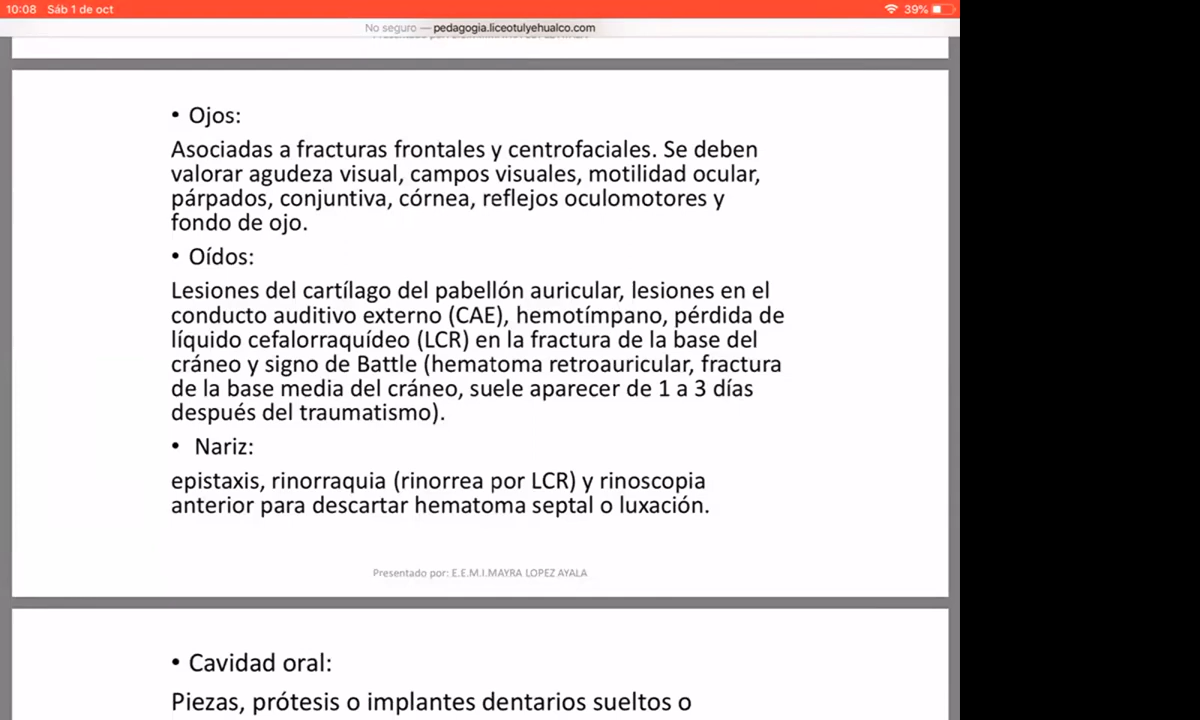 10:08 Sáb 1 de oct
39%
No seguro — pedagogia.liceotulyehualco.com
• Ojos:
Asociadas a fracturas frontales y centrofaciales. Se deben
valorar agudeza visual, campos visuales, motilidad ocular,
párpados, conjuntiva, córnea, reflejos oculomotores y
fondo de ojo.
• Oídos:
Lesiones del cartílago del pabellón auricular, lesiones en el
conducto auditivo externo (CAE), hemotímpano, pérdida de
líquido cefalorraquídeo (LCR) en la fractura de la base del
cráneo y signo de Battle (hematoma retroauricular, fractura
de la base media del cráneo, suele aparecer de 1 a 3 días
después del traumatismo).
• Nariz:
epistaxis, rinorraquia (rinorrea por LCR) y rinoscopia
anterior para descartar hematoma septal o luxación.
Presentado por: E.E.M.I.MAYRA LOPEZ AYALA
• Cavidad oral:
Piezas, prótesis o implantes dentarios sueltos o